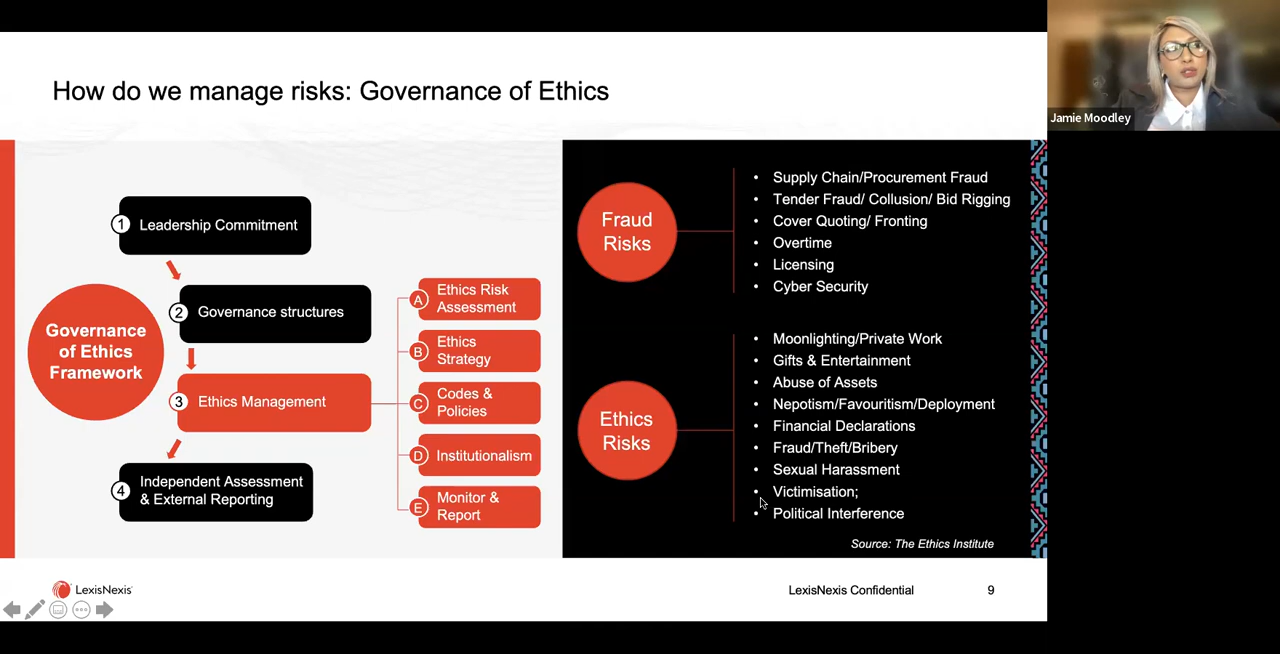 How do we manage risks: Governance of Ethics
Jamie Moodley
Governance
of Ethics
Framework
1
Leadership Commitment
2
Governance structures
3
Ethics Management
4
Independent Assessment
& External Reporting
A
Ethics Risk
Assessment
B
Ethics
Strategy
C
Codes &
Policies
D
Institutionalism
E
Monitor &
Report
Fraud
Risks
• Supply Chain/Procurement Fraud
• Tender Fraud/ Collusion/ Bid Rigging
• Cover Quoting/ Fronting
• Overtime
• Licensing
• Cyber Security
Ethics
Risks
• Moonlighting/Private Work
• Gifts & Entertainment
• Abuse of Assets
• Nepotism/Favouritism/Deployment
• Financial Declarations
• Fraud/Theft/Bribery
• Sexual Harassment
• Victimisation;
• Political Interference
Source: The Ethics Institute
LexisNexis
LexisNexis Confidential
9